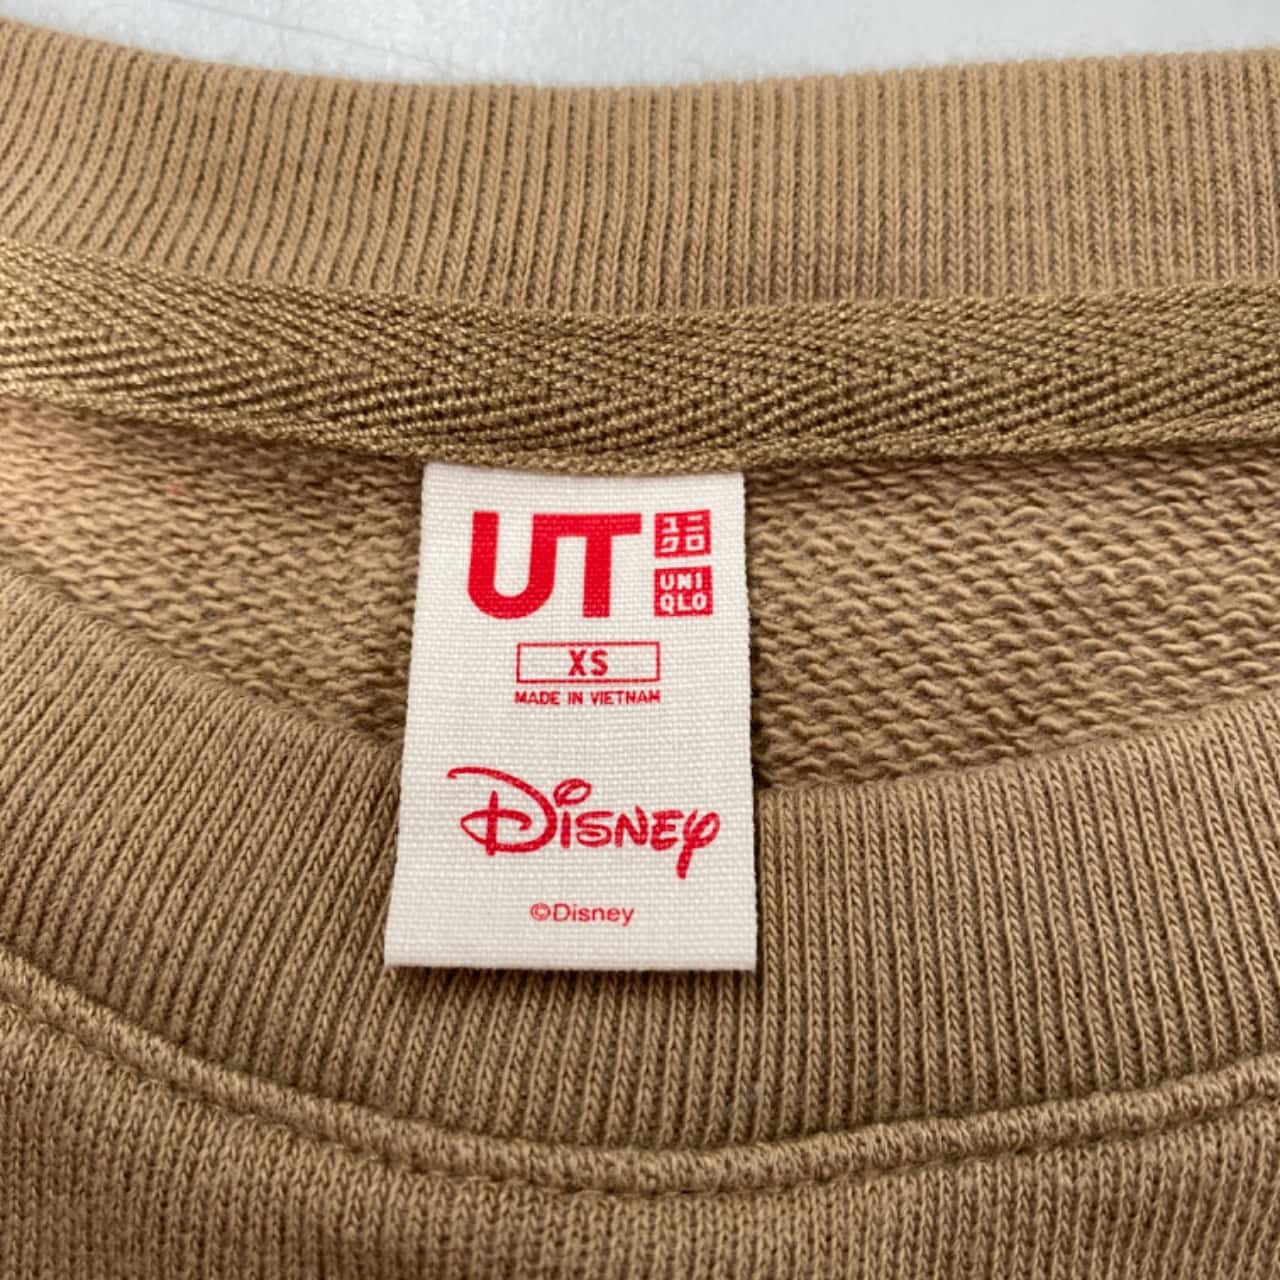 UT
ユニ
クロ
UNI
QLO
XS
MADE IN VIETNAM
Disney
©Disney